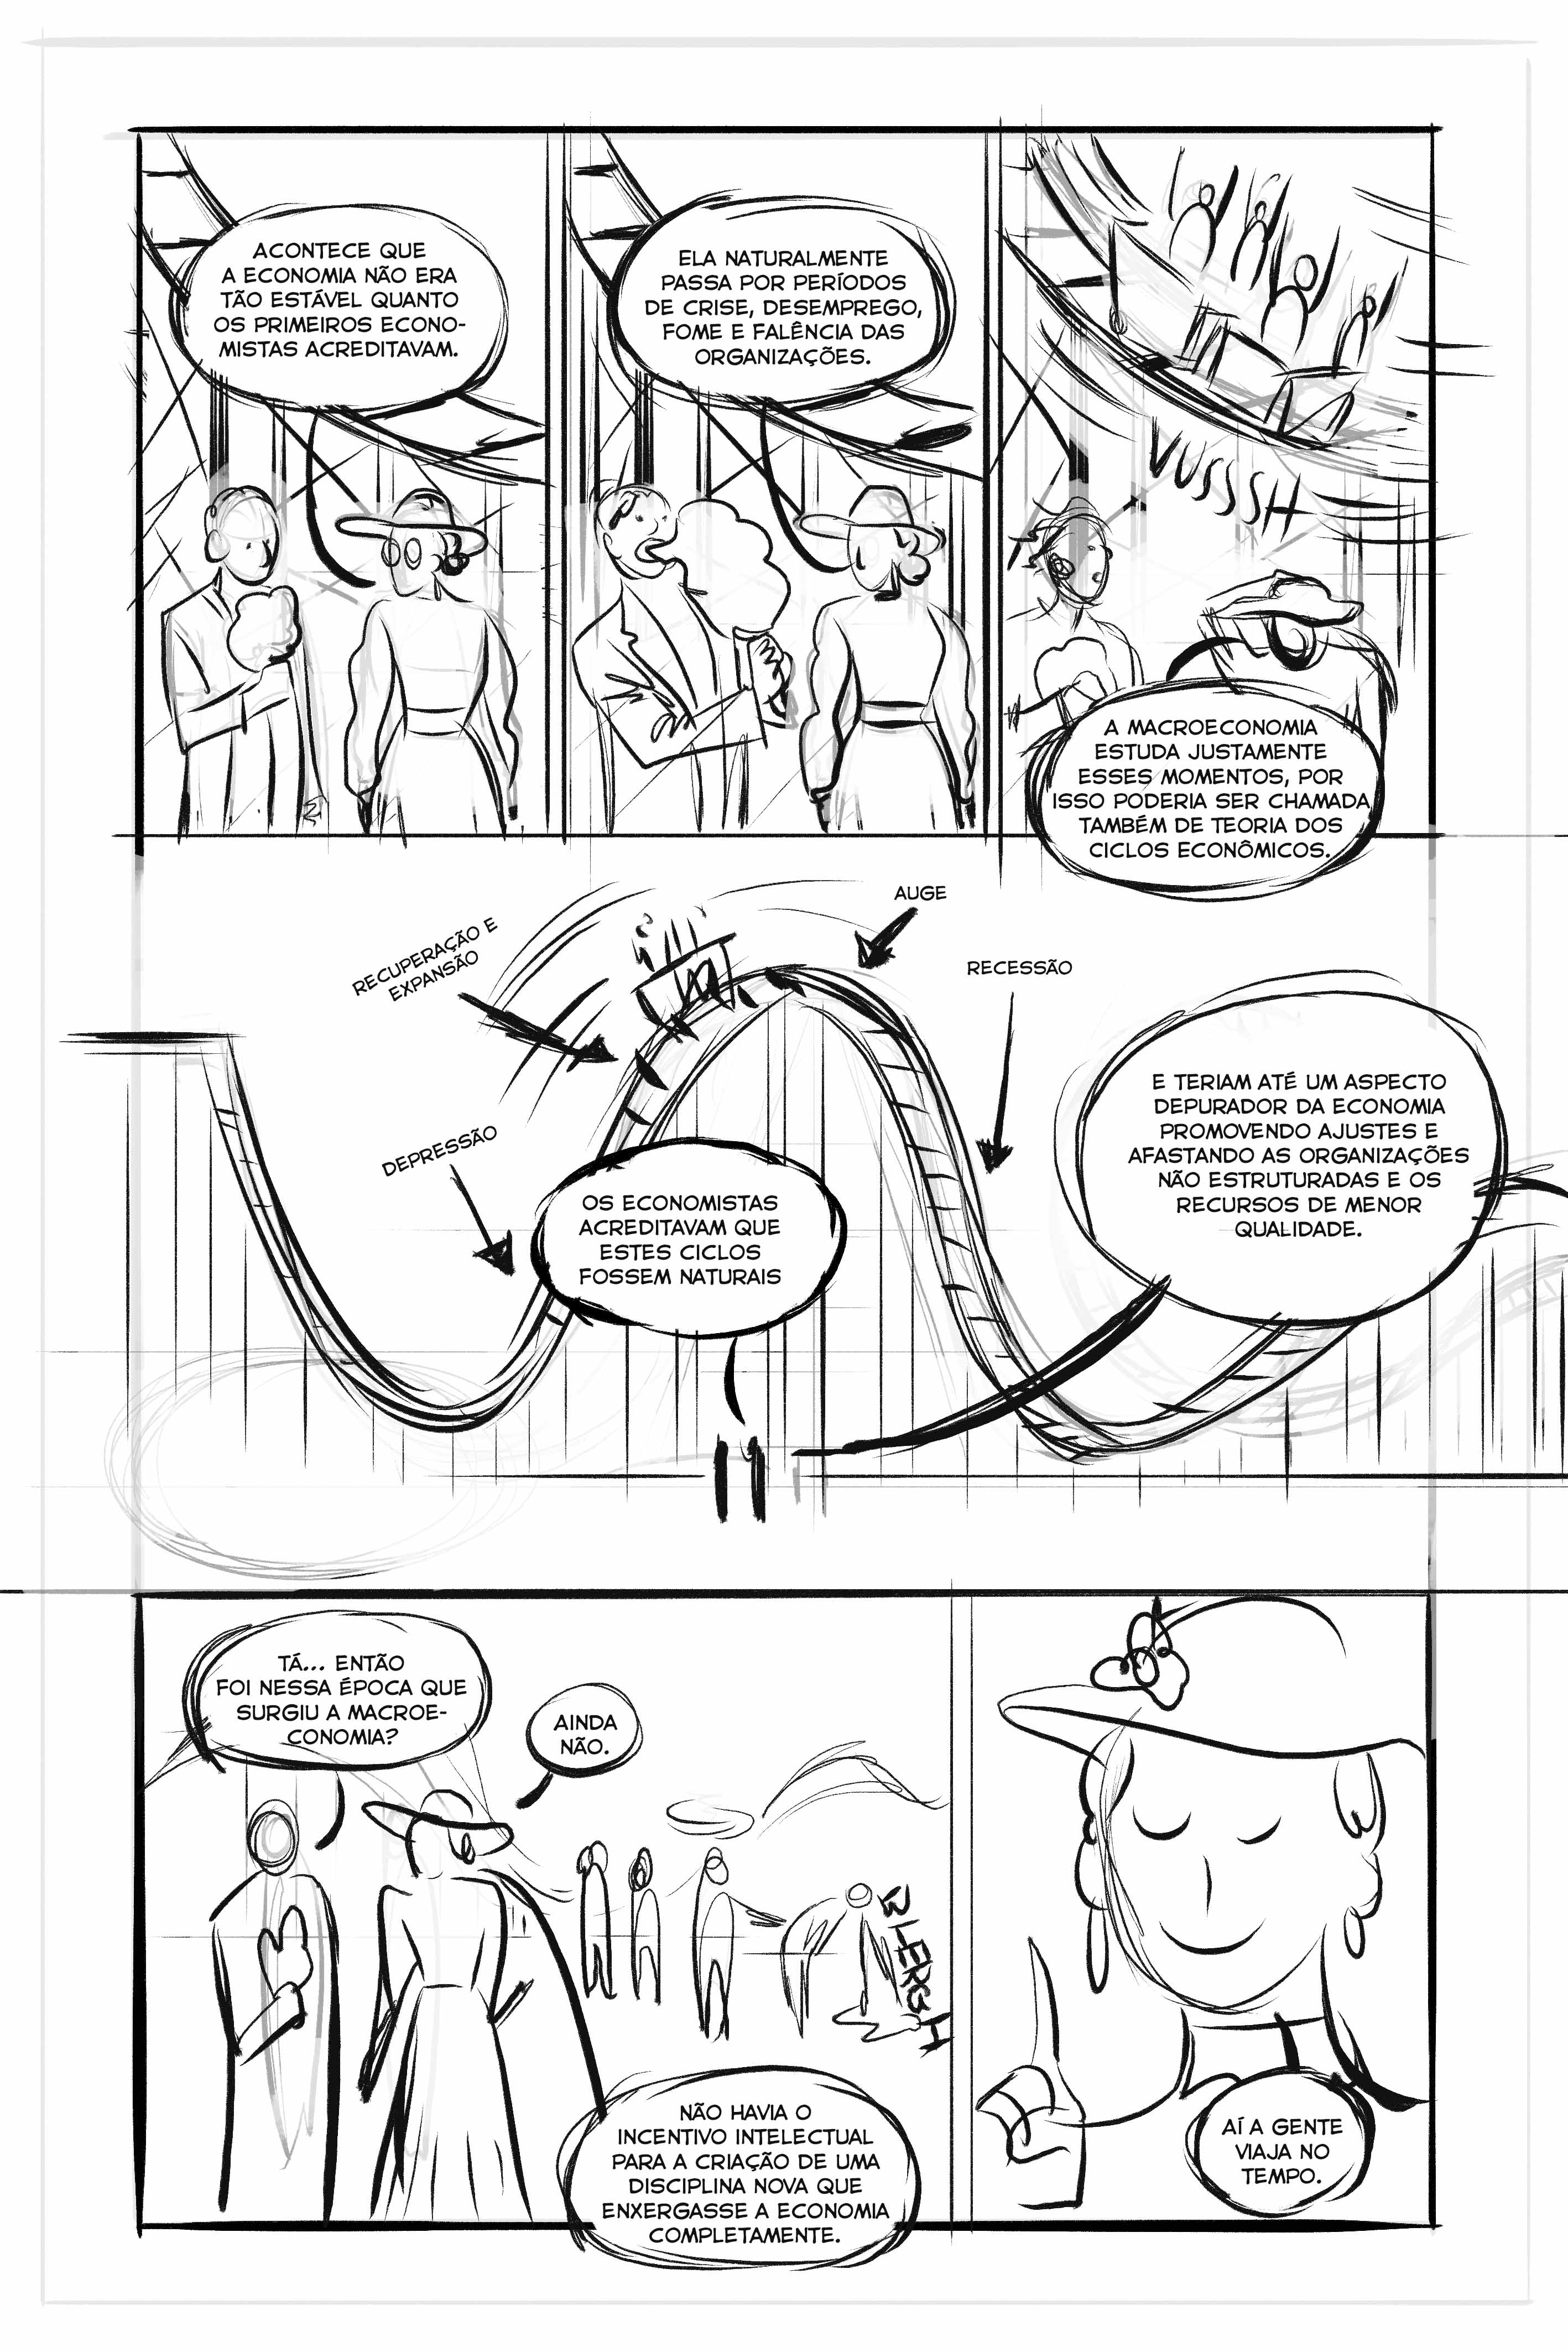 ACONTECE QUE
A ECONOMIA NÃO ERA
TÃO ESTÁVEL QUANTO
OS PRIMEIROS ECONO-
MISTAS ACREDITAVAM.
ELA NATURALMENTE
PASSA POR PERÍODOS
DE CRISE, DESEMPREGO,
FOME E FALÊNCIA DAS
ORGANIZAÇÕES.
VUSSSH
A MACROECONOMIA
ESTUDA JUSTAMENTE
ESSES MOMENTOS, POR
ISSO PODERIA SER CHAMADA
TAMBÉM DE TEORIA DOS
CICLOS ECONÔMICOS.
RECUPERAÇÃO E
EXPANSÃO
AUGE
RECESSÃO
DEPRESSÃO
OS ECONOMISTAS
ACREDITAVAM QUE
ESTES CICLOS
FOSSEM NATURAIS
E TERIAM ATÉ UM ASPECTO
DEPURADOR DA ECONOMIA
PROMOVENDO AJUSTES E
AFASTANDO AS ORGANIZAÇÕES
NÃO ESTRUTURADAS E OS
RECURSOS DE MENOR
QUALIDADE.
TÁ... ENTÃO
FOI NESSA ÉPOCA QUE
SURGIU A MACROE-
CONOMIA?
AINDA
NÃO.
BLERGH
NÃO HAVIA O
INCENTIVO INTELECTUAL
PARA A CRIAÇÃO DE UMA
DISCIPLINA NOVA QUE
ENXERGASSE A ECONOMIA
COMPLETAMENTE.
AÍ A GENTE
VIAJA NO
TEMPO.